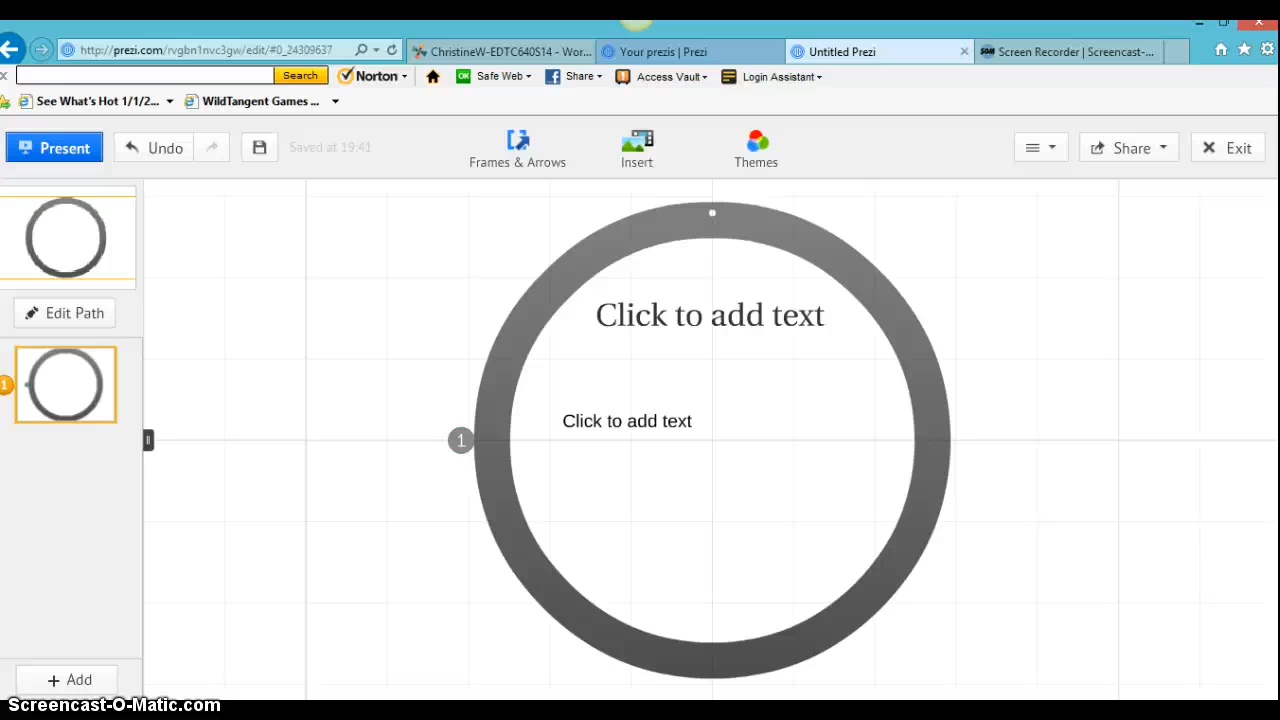 http://prezi.com/rvgbn1nvc3gw/edit/#0_24309637
ChristineW-EDTC640S14 - Wor...
Your prezis | Prezi
Untitled Prezi
Screen Recorder | Screencast-...
Search
Norton
OK
Safe Web
Share
Access Vault
Login Assistant
See What's Hot 1/1/2...
WildTangent Games ...
Present
Undo
Saved at 19:41
Frames & Arrows
Insert
Themes
Share
Exit
Edit Path
1
Click to add text
Click to add text
1
+ Add
Screencast-O-Matic.com